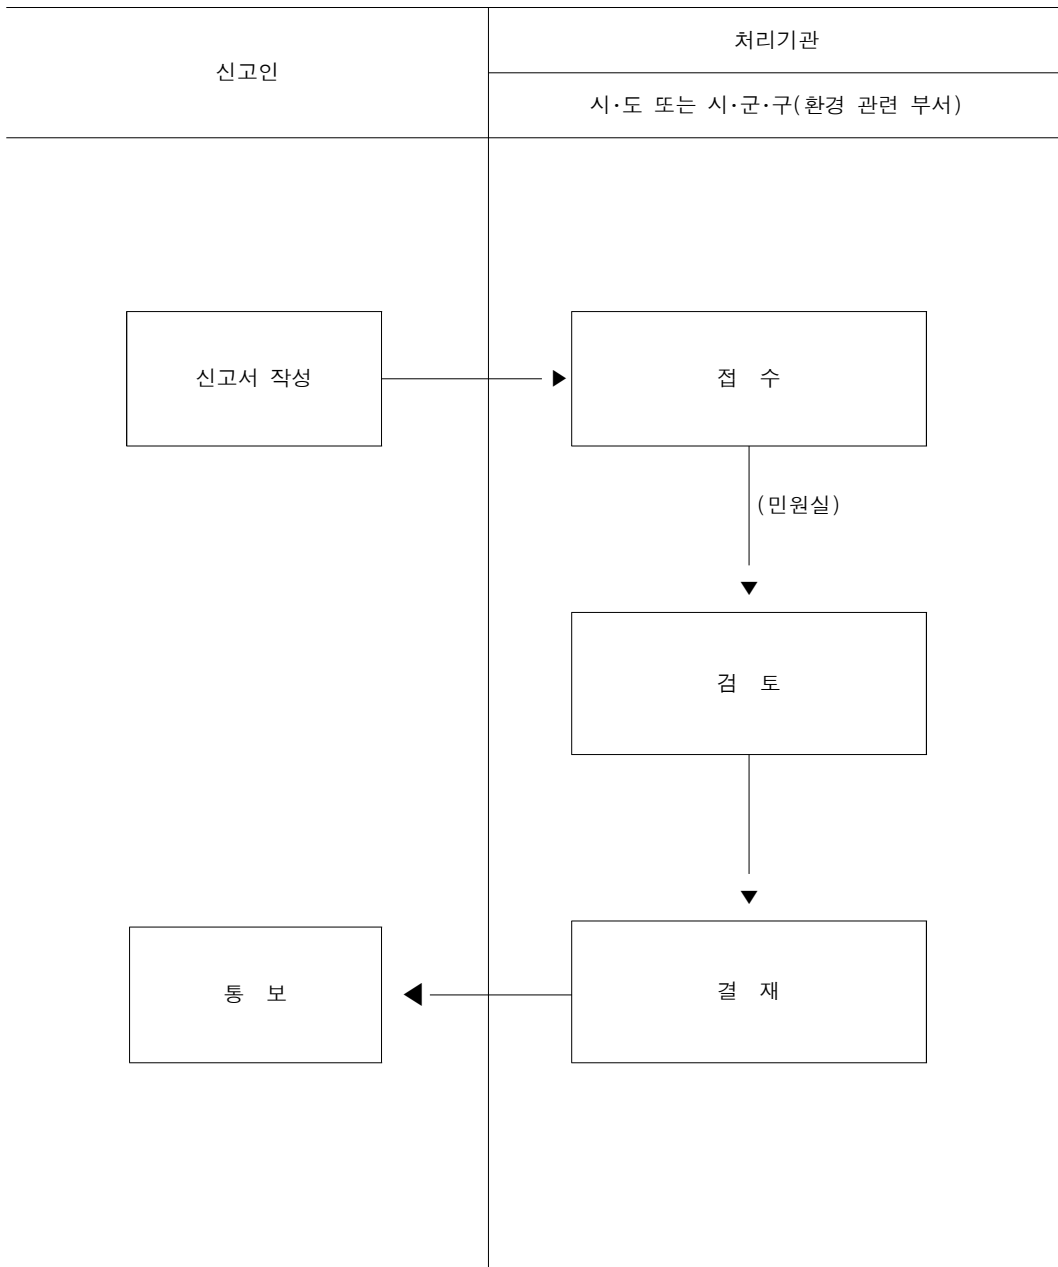 신고인
처리기관
시·도 또는 시·군·구(환경 관련 부서)
신고서 작성
접 수
(민원실)
검 토
결 재
통 보